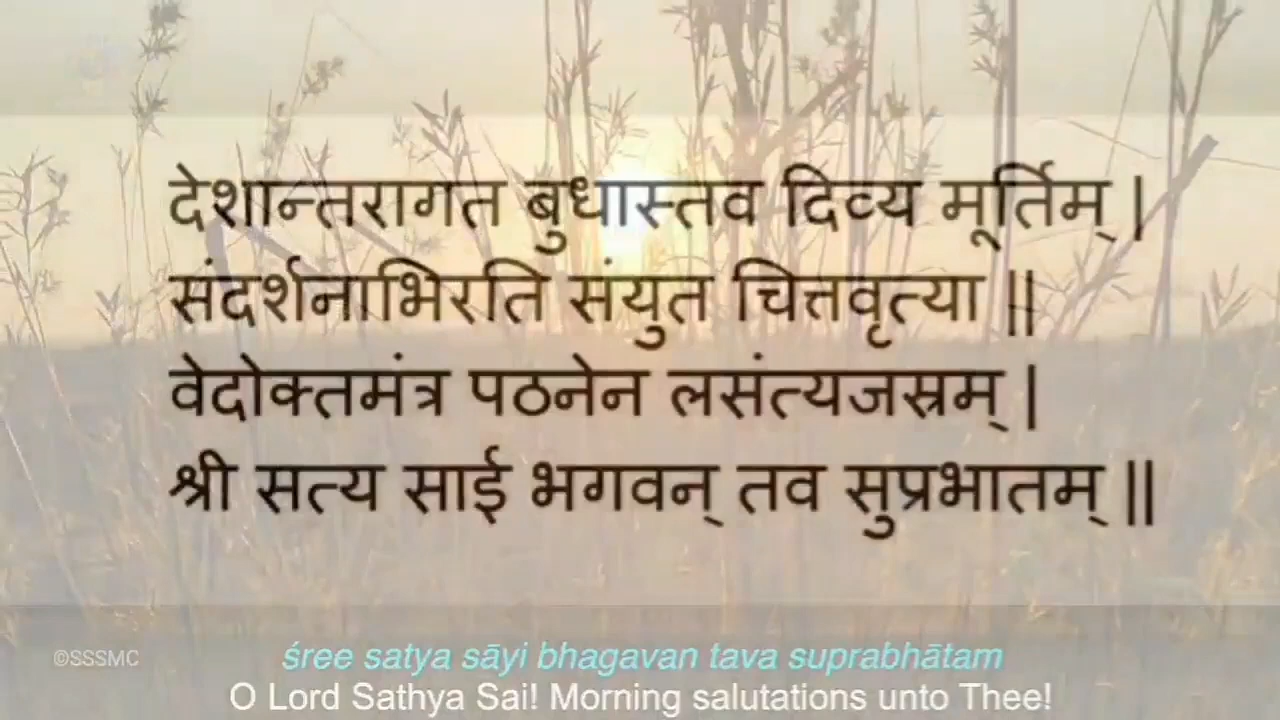 देशान्तरागत बुधास्तव दिव्य मूर्तिम् |
संदर्शनाभिरति संयुत चित्तवृत्या ||
वेदोक्तमंत्र पठनेन लसंत्यजस्रम् |
श्री सत्य साई भगवन् तव सुप्रभातम् ||
©SSSMC
śree satya sāyi bhagavan tava suprabhātam
O Lord Sathya Sai! Morning salutations unto Thee!